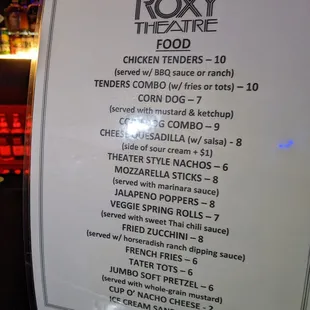 ROXY
THEATRE
FOOD
CHICKEN TENDERS – 10
(served w/ BBQ sauce or ranch)
TENDERS COMBO (w/ fries or tots) – 10
CORN DOG – 7
(served with mustard & ketchup)
CORN DOG COMBO – 9
CHEESE QUESADILLA (w/ salsa) - 8
(side of sour cream + $1)
THEATER STYLE NACHOS – 6
MOZZARELLA STICKS – 8
(served with marinara sauce)
JALAPENO POPPERS – 8
VEGGIE SPRING ROLLS – 7
(served with sweet Thai chili sauce)
FRIED ZUCCHINI – 8
(served w/ horseradish ranch dipping sauce)
FRENCH FRIES – 6
TATER TOTS – 6
JUMBO SOFT PRETZEL – 6
(served with whole-grain mustard)
CUP O' NACHO CHEESE - 2
ICE CREAM